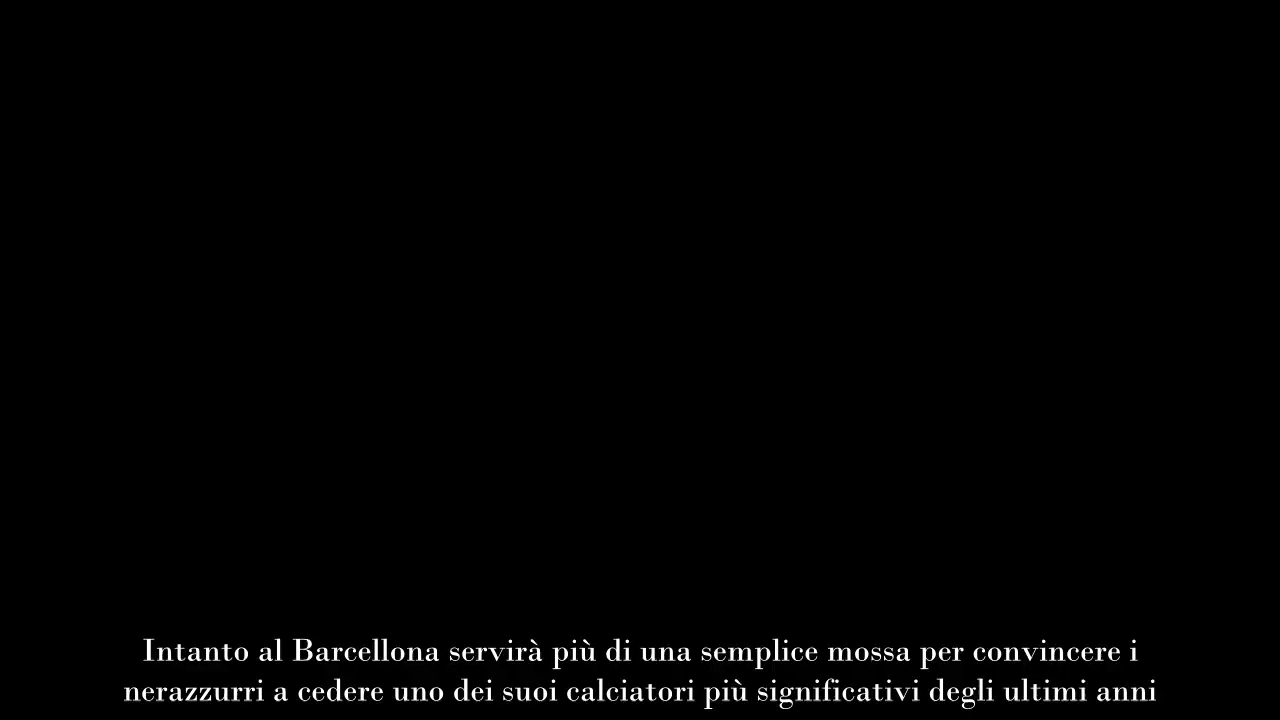 Intanto al Barcellona servirà più di una semplice mossa per convincere i
nerazzurri a cedere uno dei suoi calciatori più significativi degli ultimi anni